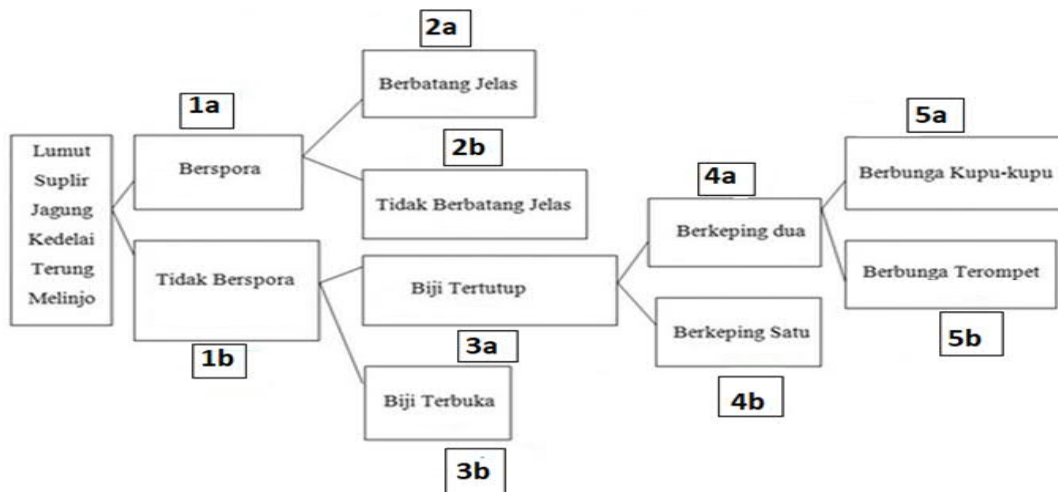 2a
Berbatang Jelas
1a
5a
Lumut
Suplir
Jagung
Kedelai
Terung
Melinjo
Berspora
2b
Berbunga Kupu-kupu
4a
Tidak Berbatang Jelas
Berkeping dua
Tidak Berspora
Biji Tertutup
Berbunga Terompet
Berkeping Satu
1b
3a
5b
Biji Terbuka
4b
3b